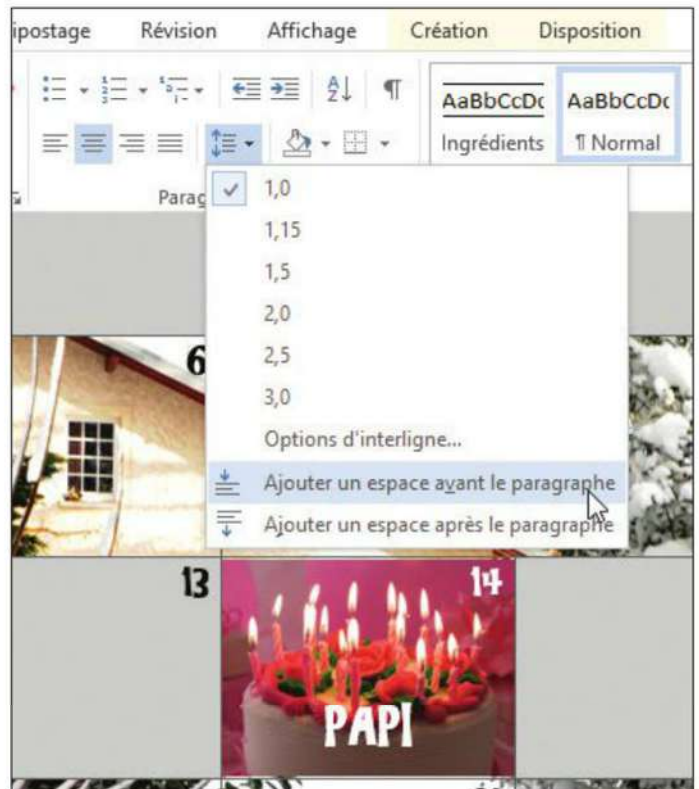 ipostage Révision Affichage Création Disposition
AaBbCcDc AaBbCcDc
Ingrédients ¶ Normal
Parag
1,0
1,15
1,5
2,0
2,5
3,0
Options d'interligne...
Ajouter un espace avant le paragraphe
Ajouter un espace après le paragraphe
6
13 14
PAPI